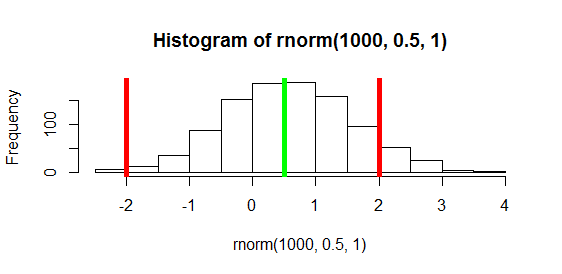 Histogram of rnorm(1000, 0.5, 1)
Frequency
100
0
-2 -1 0 1 2 3 4
rnorm(1000, 0.5, 1)